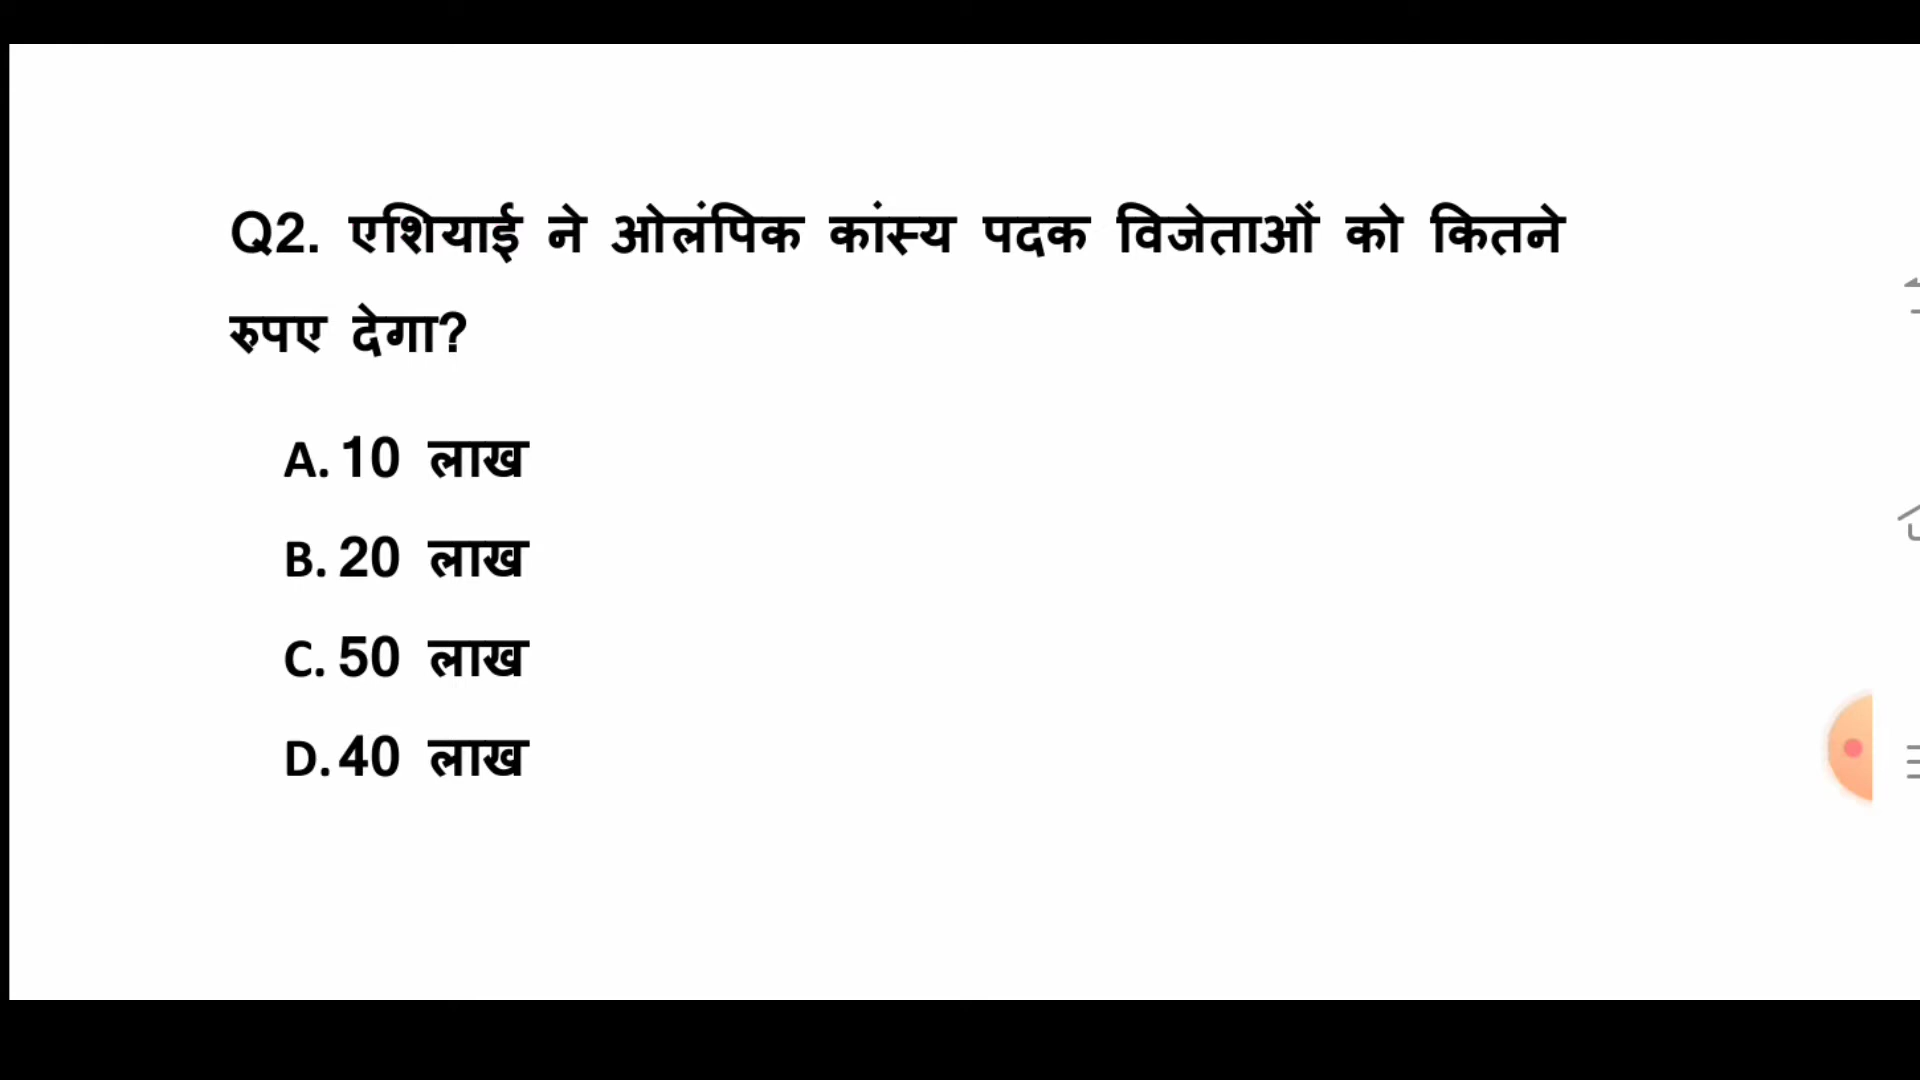 Q2. एशियाई ने ओलंपिक कांस्य पदक विजेताओं को कितने
रुपए देगा?
A. 10 लाख
B. 20 लाख
C. 50 लाख
D. 40 लाख